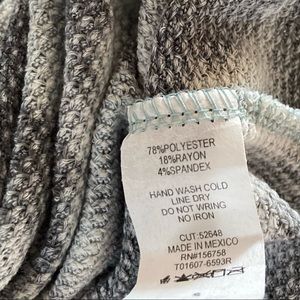 78%POLYESTER
18%RAYON
4%SPANDEX
HAND WASH COLD
LINE DRY
DO NOT WRING
NO IRON
CUT:52648
MADE IN MEXICO
RN#156758
T01607-6593R